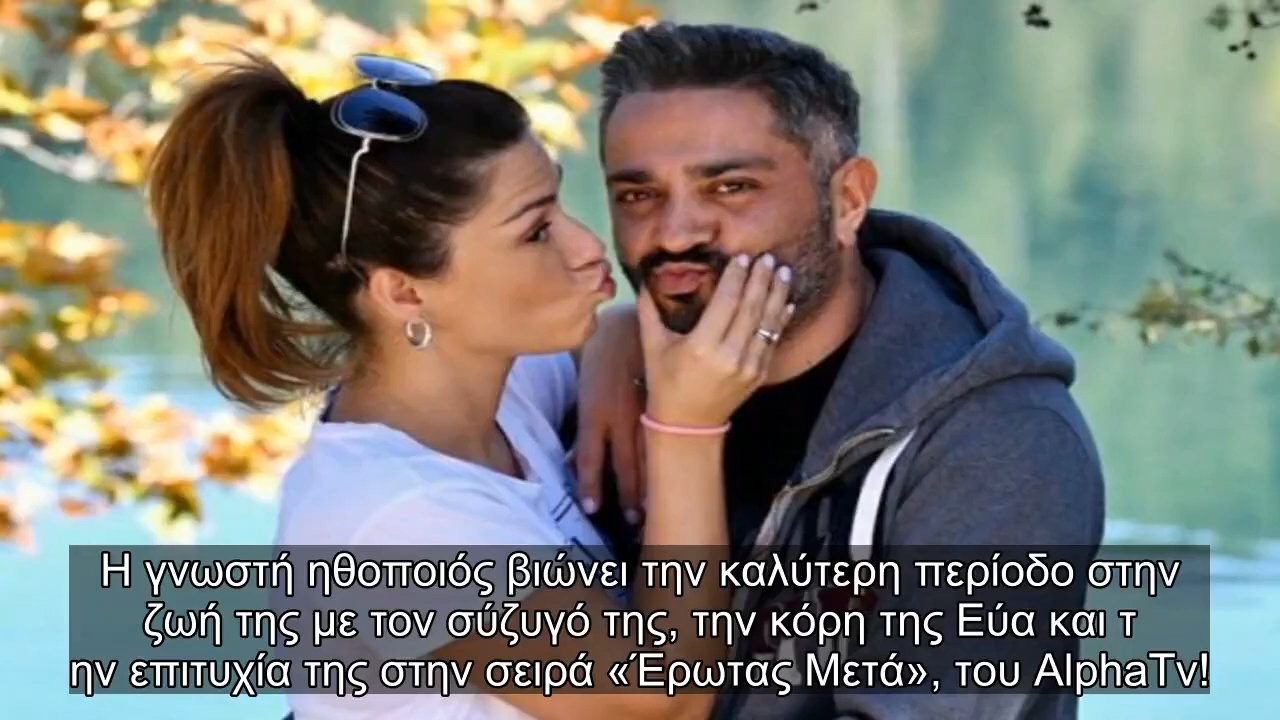 Η γνωστή ηθοποιός βιώνει την καλύτερη περίοδο στην
ζωή της με τον σύζυγό της, την κόρη της Εύα και τ
ην επιτυχία της στην σειρά «Έρωτας Μετά», του AlphaTv!